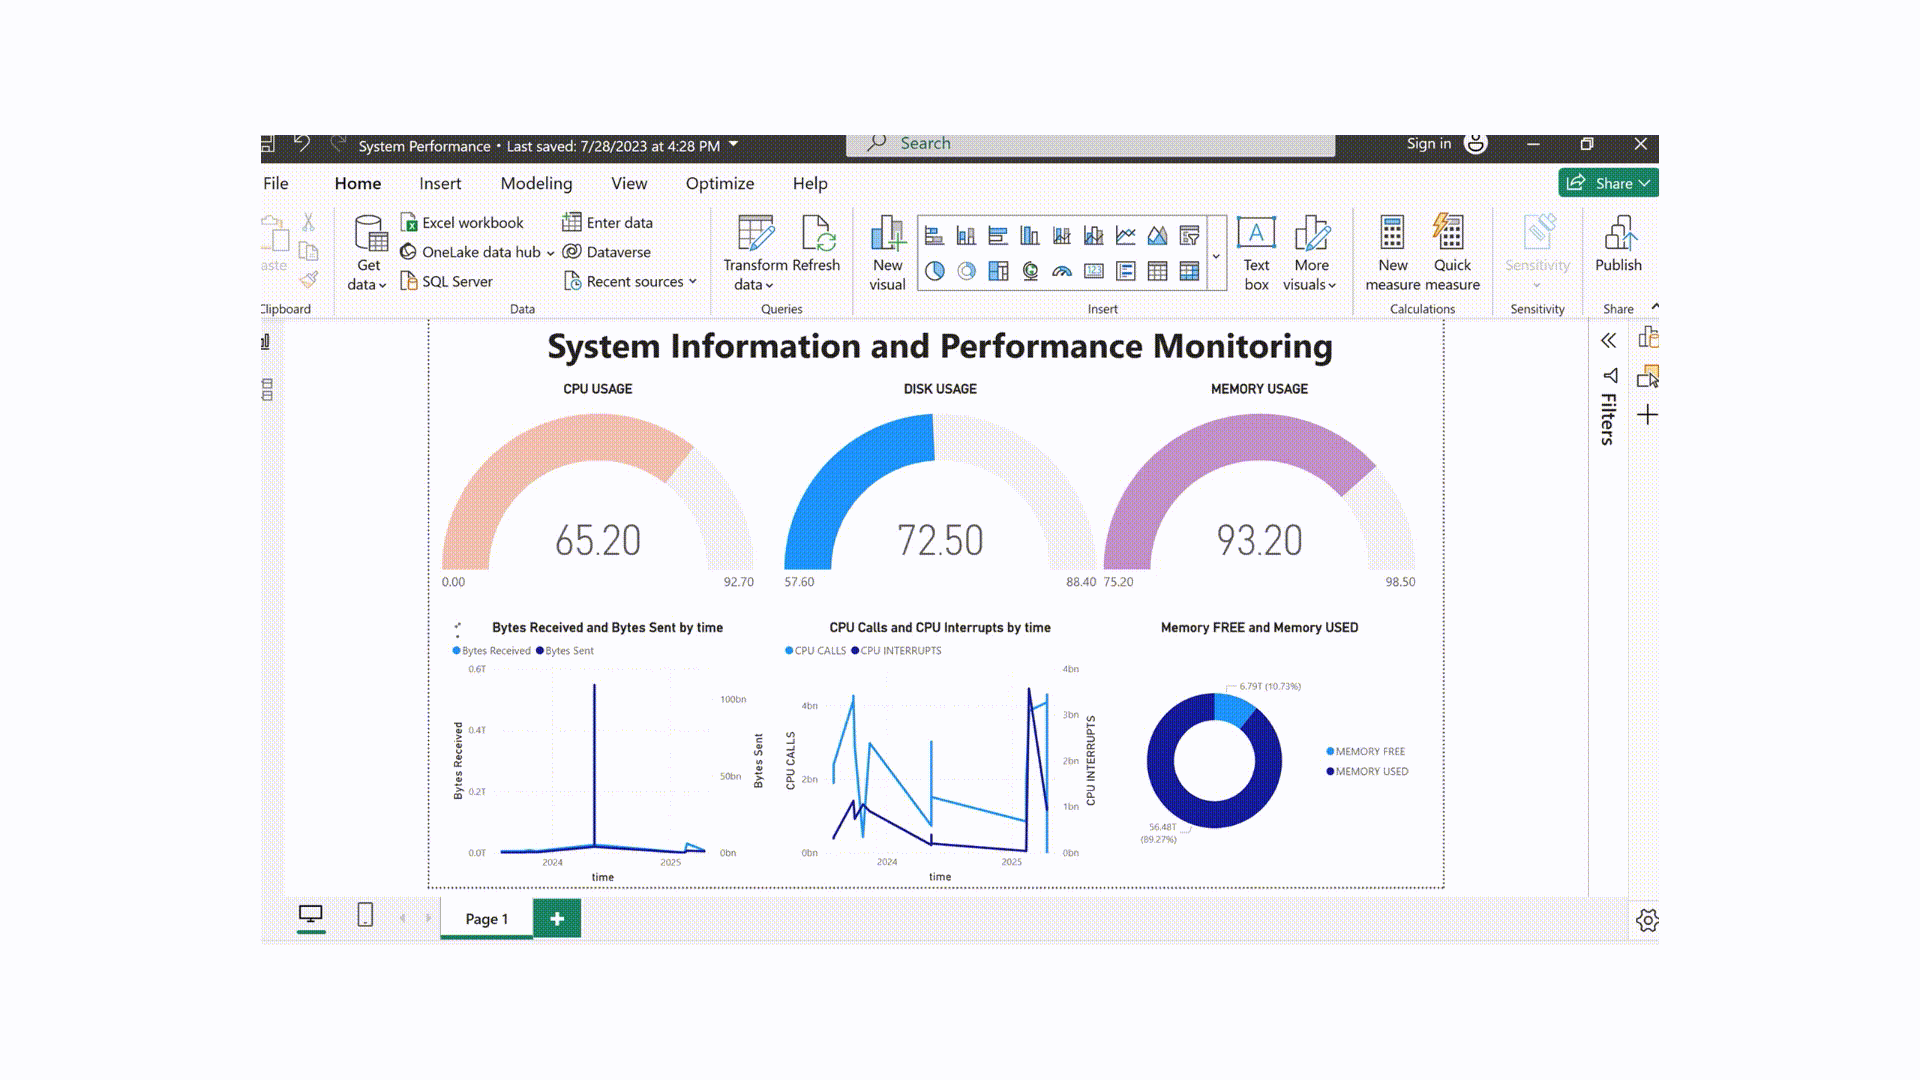 System Performance • Last saved: 7/28/2023 at 4:28 PM
Search
Sign in
File Home Insert Modeling View Optimize Help
Share
Excel workbook
OneLake data hub
SQL Server
Get
data
Enter data
Dataverse
Recent sources
Transform
data
Refresh
New
visual
Text
box
More
visuals
New
measure
Quick
measure
Sensitivity
Publish
Data
Queries
Insert
Calculations
Sensitivity
Share
System Information and Performance Monitoring
CPU USAGE
65.20
0.00
92.70
DISK USAGE
72.50
57.60
88.40
MEMORY USAGE
93.20
75.20
98.50
Filters
Bytes Received and Bytes Sent by time
Bytes Received
Bytes Sent
0.6T
0.4T
0.2T
0.0T
Bytes Received
100bn
50bn
0bn
Bytes Sent
2024
2025
time
CPU Calls and CPU Interrupts by time
CPU CALLS
CPU INTERRUPTS
4bn
2bn
0bn
CPU CALLS
4bn
3bn
2bn
1bn
0bn
CPU INTERRUPTS
2024
2025
time
Memory FREE and Memory USED
6.79T (10.73%)
56.48T
(89.27%)
MEMORY FREE
MEMORY USED
Page 1